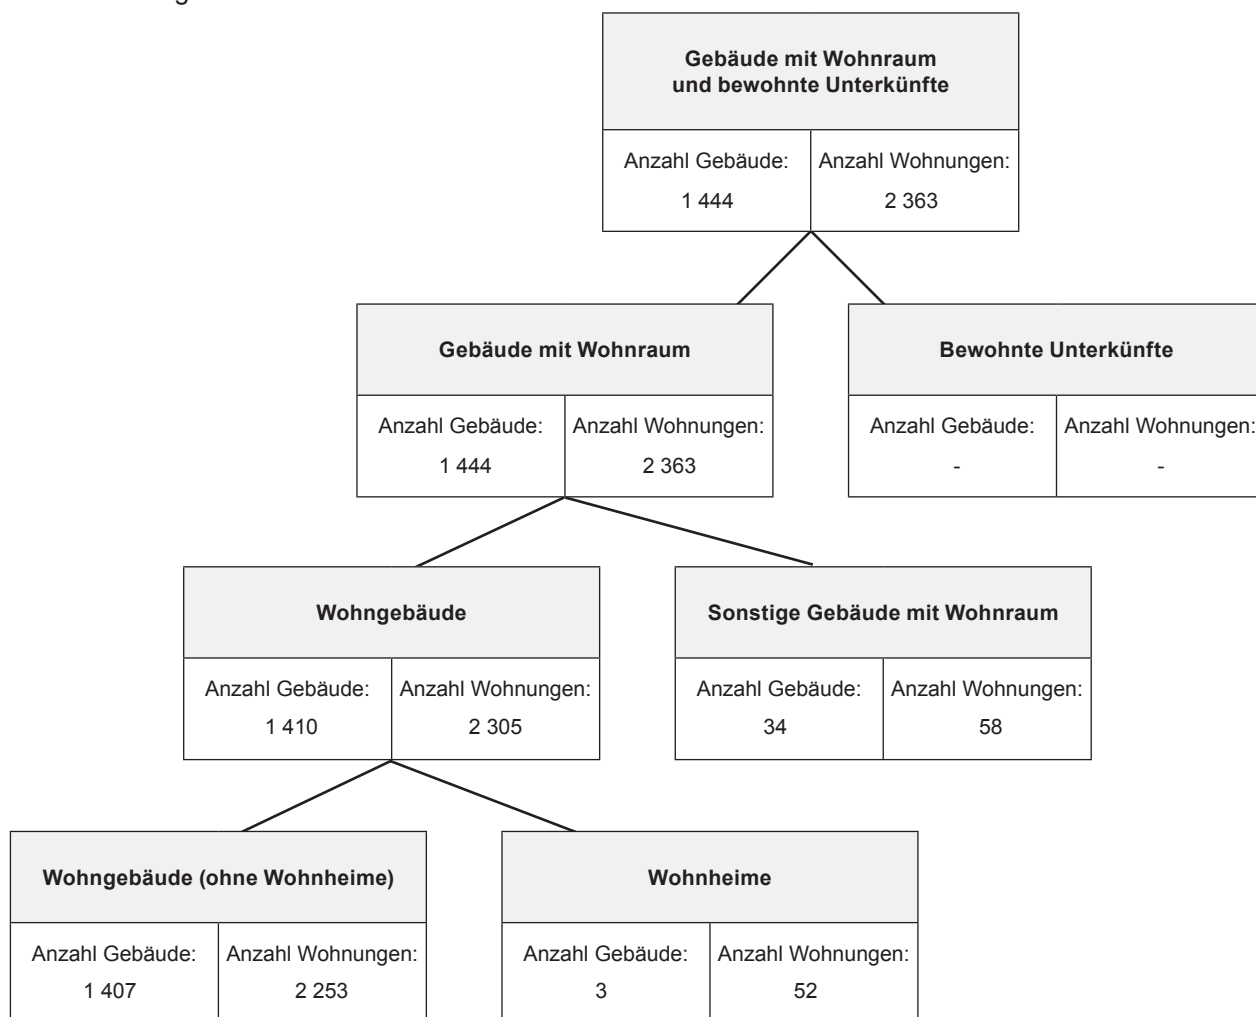 Gebäude mit Wohnraum
und bewohnte Unterkünfte
Anzahl Gebäude: Anzahl Wohnungen:
1 444 2 363
Gebäude mit Wohnraum
Anzahl Gebäude: Anzahl Wohnungen:
1 444 2 363
Bewohnte Unterkünfte
Anzahl Gebäude: Anzahl Wohnungen:
- -
Wohngebäude
Anzahl Gebäude: Anzahl Wohnungen:
1 410 2 305
Sonstige Gebäude mit Wohnraum
Anzahl Gebäude: Anzahl Wohnungen:
34 58
Wohngebäude (ohne Wohnheime)
Anzahl Gebäude: Anzahl Wohnungen:
1 407 2 253
Wohnheime
Anzahl Gebäude: Anzahl Wohnungen:
3 52